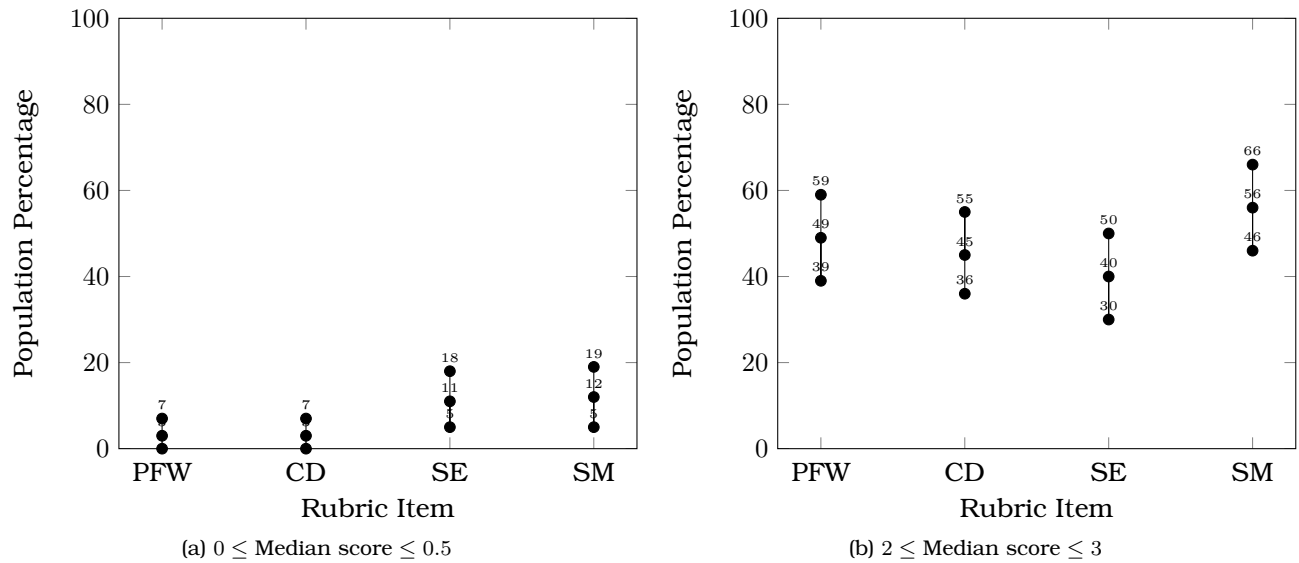 100
80
60
40
20
0
Population Percentage
7
7
18
11
5
19
12
5
PFW
CD
SE
SM
Rubric Item
(a) 0 ≤ Median score ≤ 0.5
100
80
60
40
20
0
Population Percentage
59
49
39
55
45
36
50
40
30
66
56
46
PFW
CD
SE
SM
Rubric Item
(b) 2 ≤ Median score ≤ 3